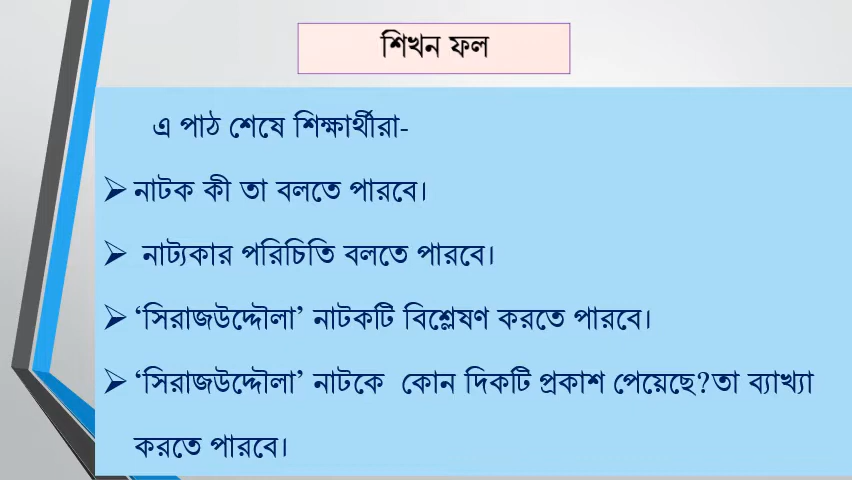 শিখন ফল
এ পাঠ শেষে শিক্ষার্থীরা-
➢ নাটক কী তা বলতে পারবে।
➢ নাট্যকার পরিচিতি বলতে পারবে।
➢ ‘সিরাজউদ্দৌলা’ নাটকটি বিশ্লেষণ করতে পারবে।
➢ ‘সিরাজউদ্দৌলা’ নাটকে কোন দিকটি প্রকাশ পেয়েছে?তা ব্যাখ্যা
করতে পারবে।